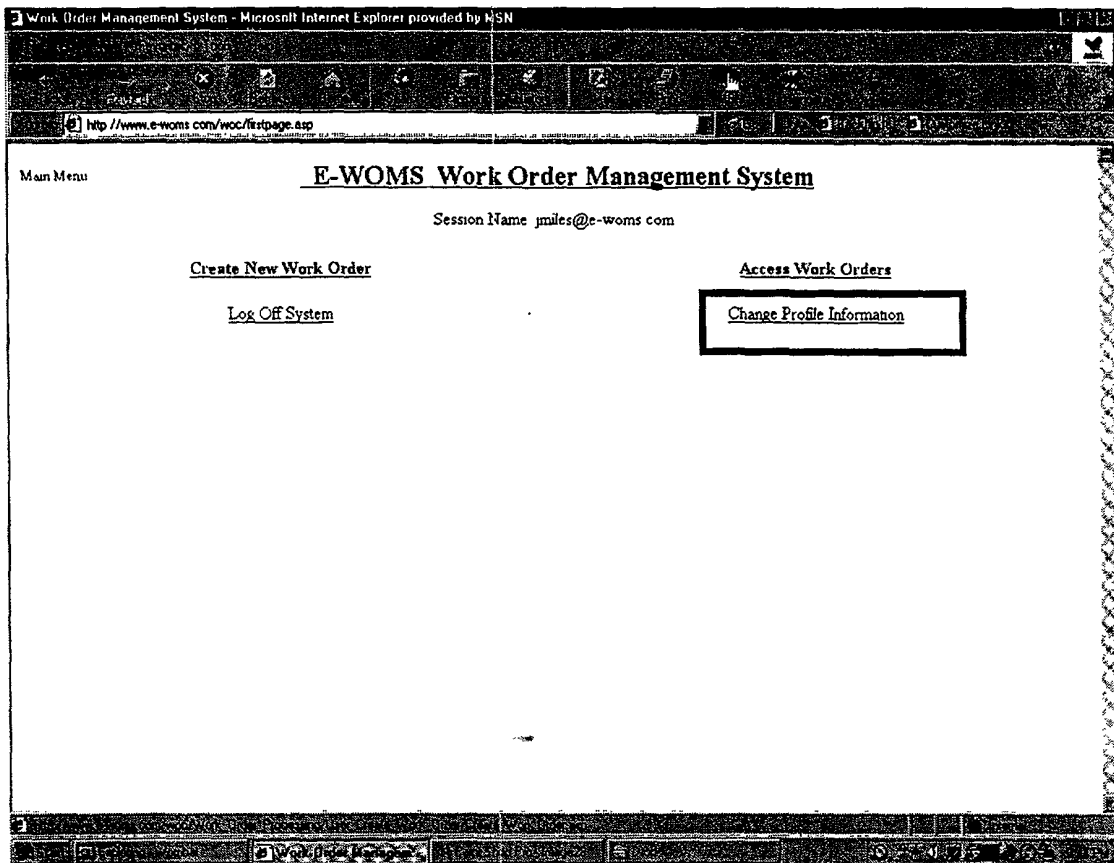 Work Order Management System - Microsoft Internet Explorer provided by MSN
http //www.e-woms com/woc/firstpage.asp
Main Menu
E-WOMS Work Order Management System
Session Name jmiles@e-woms com
Create New Work Order
Access Work Orders
Log Off System
Change Profile Information